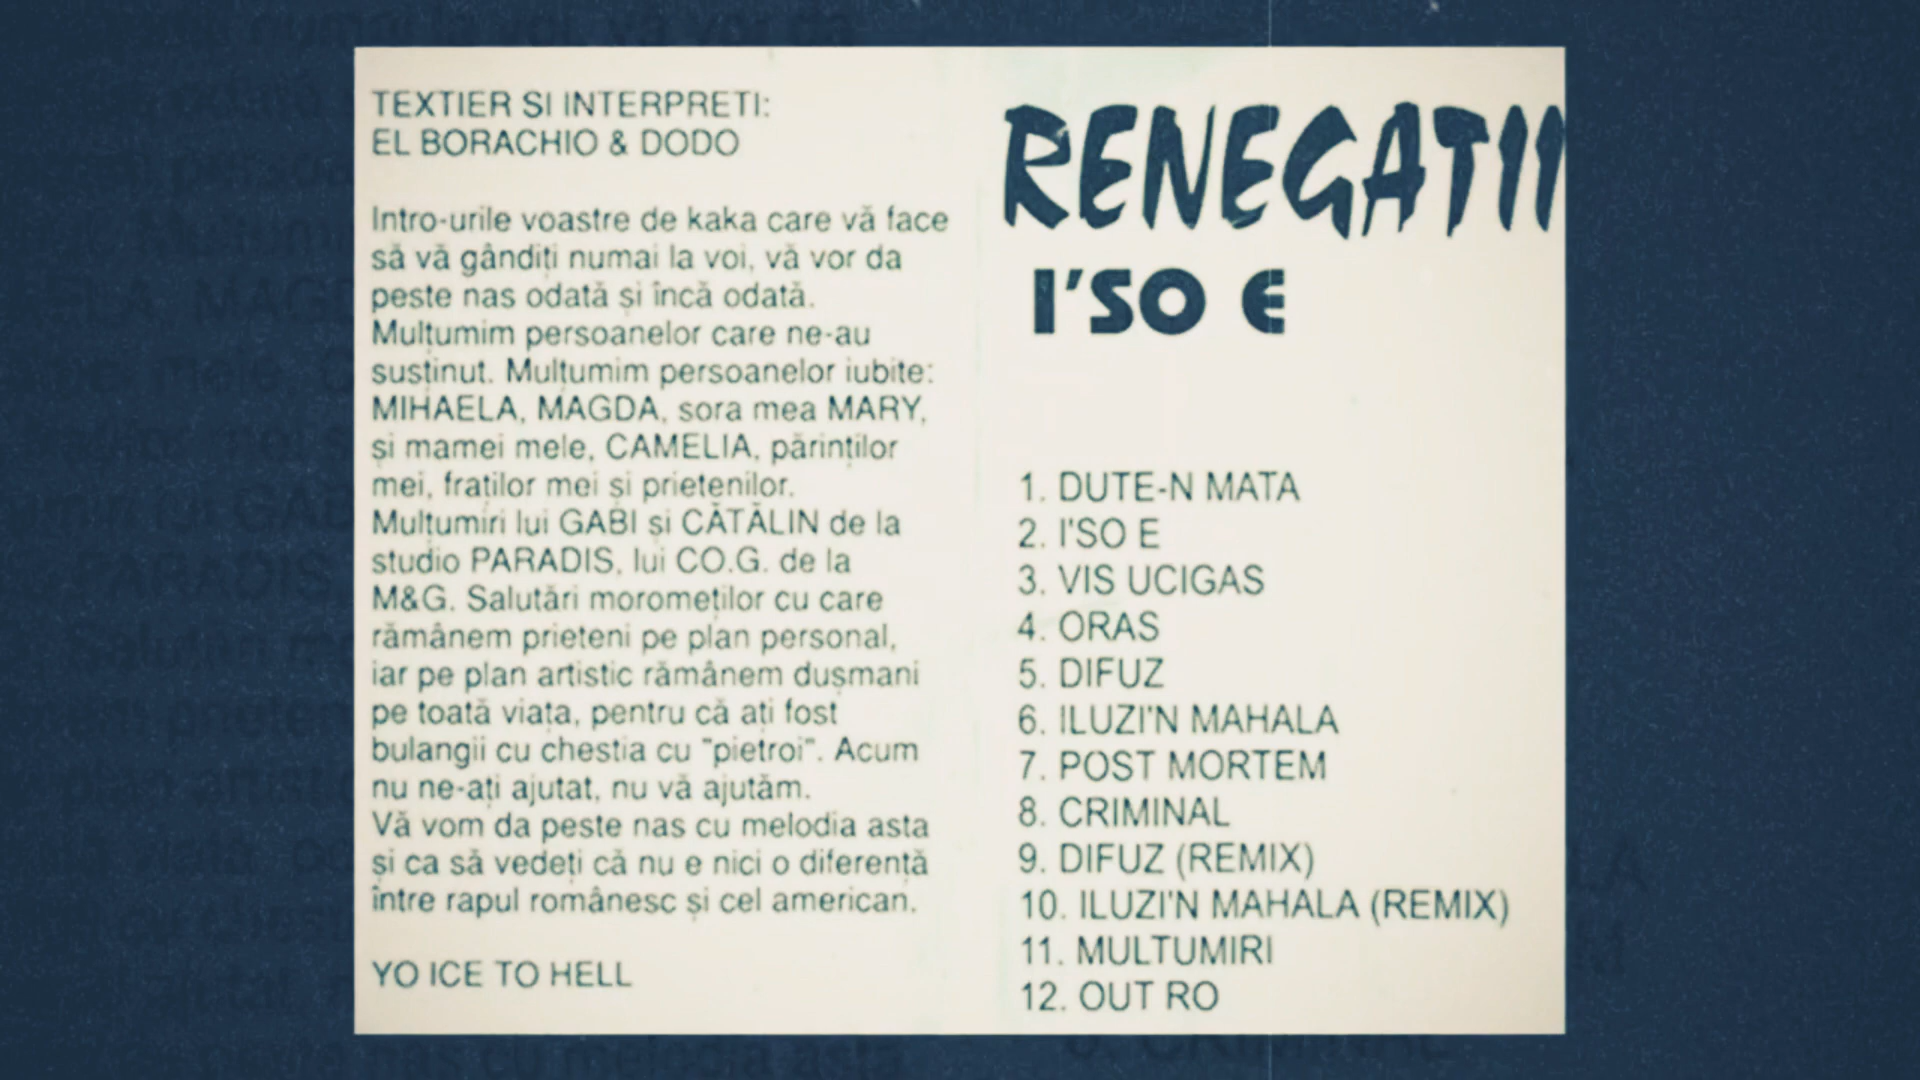 TEXTIER SI INTERPRETI:
EL BORACHIO & DODO
Intro-urile voastre de kaka care vă face
să vă gândiți numai la voi, vă vor da
peste nas odată și încă odată.
Mulțumim persoanelor care ne-au
susținut. Mulțumim persoanelor iubite:
MIHAELA, MAGDA, sora mea MARY,
și mamei mele, CAMELIA, părinților
mei, fraților mei și prietenilor.
Mulțumiri lui GABI și CĂTĂLIN de la
studio PARADIS, lui CO.G. de la
M&G. Salutări moromeților cu care
rămânem prieteni pe plan personal,
iar pe plan artistic rămânem dușmani
pe toată viața, pentru că ați fost
bulangii cu chestia cu "pietroi". Acum
nu ne-ați ajutat, nu vă ajutăm.
Vă vom da peste nas cu melodia asta
și ca să vedeți că nu e nici o diferență
între rapul românesc și cel american.
YO ICE TO HELL
RENEGATII
I'SO E
1. DUTE-N MATA
2. I'SO E
3. VIS UCIGAS
4. ORAS
5. DIFUZ
6. ILUZI'N MAHALA
7. POST MORTEM
8. CRIMINAL
9. DIFUZ (REMIX)
10. ILUZI'N MAHALA (REMIX)
11. MULTUMIRI
12. OUT RO